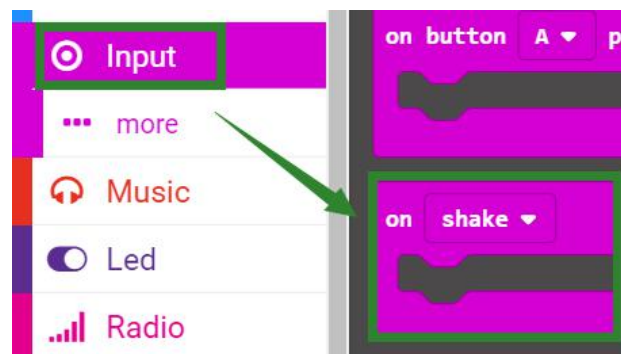 Input
more
Music
Led
Radio
on button A p
on shake